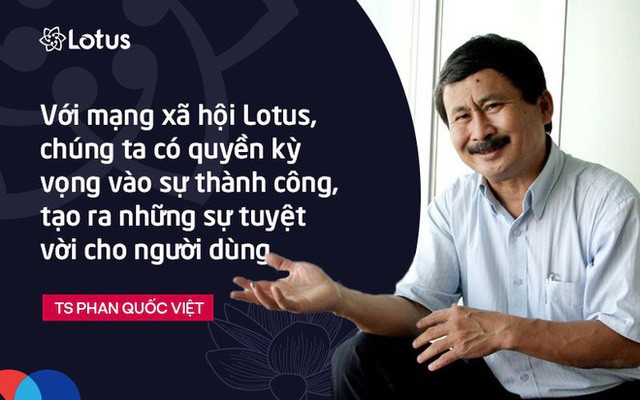 Lotus
Với mạng xã hội Lotus,
chúng ta có quyền kỳ
vọng vào sự thành công,
tạo ra những sự tuyệt
vời cho người dùng
TS PHAN QUỐC VIỆT